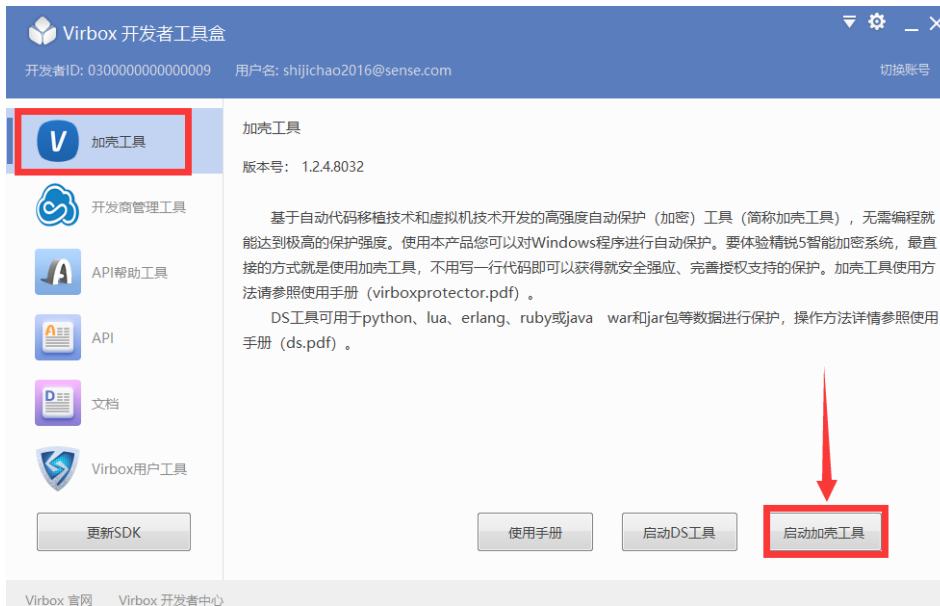 Virbox 开发者工具盒
开发者ID: 0300000000000009 用户名: shijichao2016@sense.com 切换账号
加壳工具
开发商管理工具
API帮助工具
API
文档
Virbox用户工具
更新SDK
加壳工具
版本号： 1.2.4.8032
基于自动代码移植技术和虚拟机技术开发的高强度自动保护（加密）工具（简称加壳工具），无需编程就
能达到极高的保护强度。使用本产品您可以对Windows程序进行自动保护。要体验精锐5智能加密系统，最直
接的方式就是使用加壳工具，不用写一行代码即可以获得就安全强应、完善授权支持的保护。加壳工具使用方
法请参照使用手册（virboxprotector.pdf）。
DS工具可用于python、lua、erlang、ruby或java war和jar包等数据进行保护，操作方法详情参照使用
手册（ds.pdf）。
使用手册 启动DS工具 启动加壳工具
Virbox 官网 Virbox 开发者中心